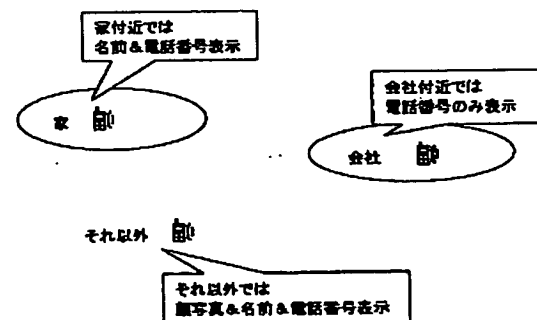 家付近では
名前&電話番号表示
家
会社付近では
電話番号のみ表示
会社
それ以外
それ以外では
顔写真&名前&電話番号表示